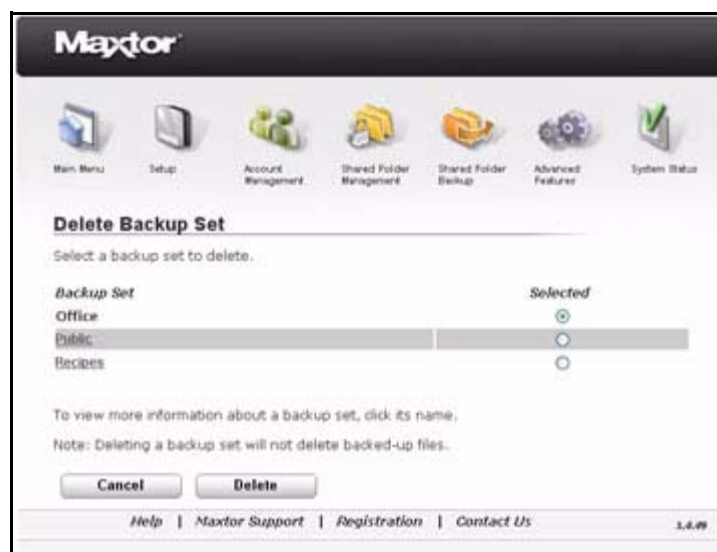 Maxtor
Main Menu
Setup
Account Management
Shared Folder Management
Shared Folder Backup
Advanced Features
System Status
Delete Backup Set
Select a backup set to delete.
Backup Set Selected
Office
Public
Recipes
To view more information about a backup set, click its name.
Note: Deleting a backup set will not delete backed-up files.
Cancel Delete
Help | Maxtor Support | Registration | Contact Us